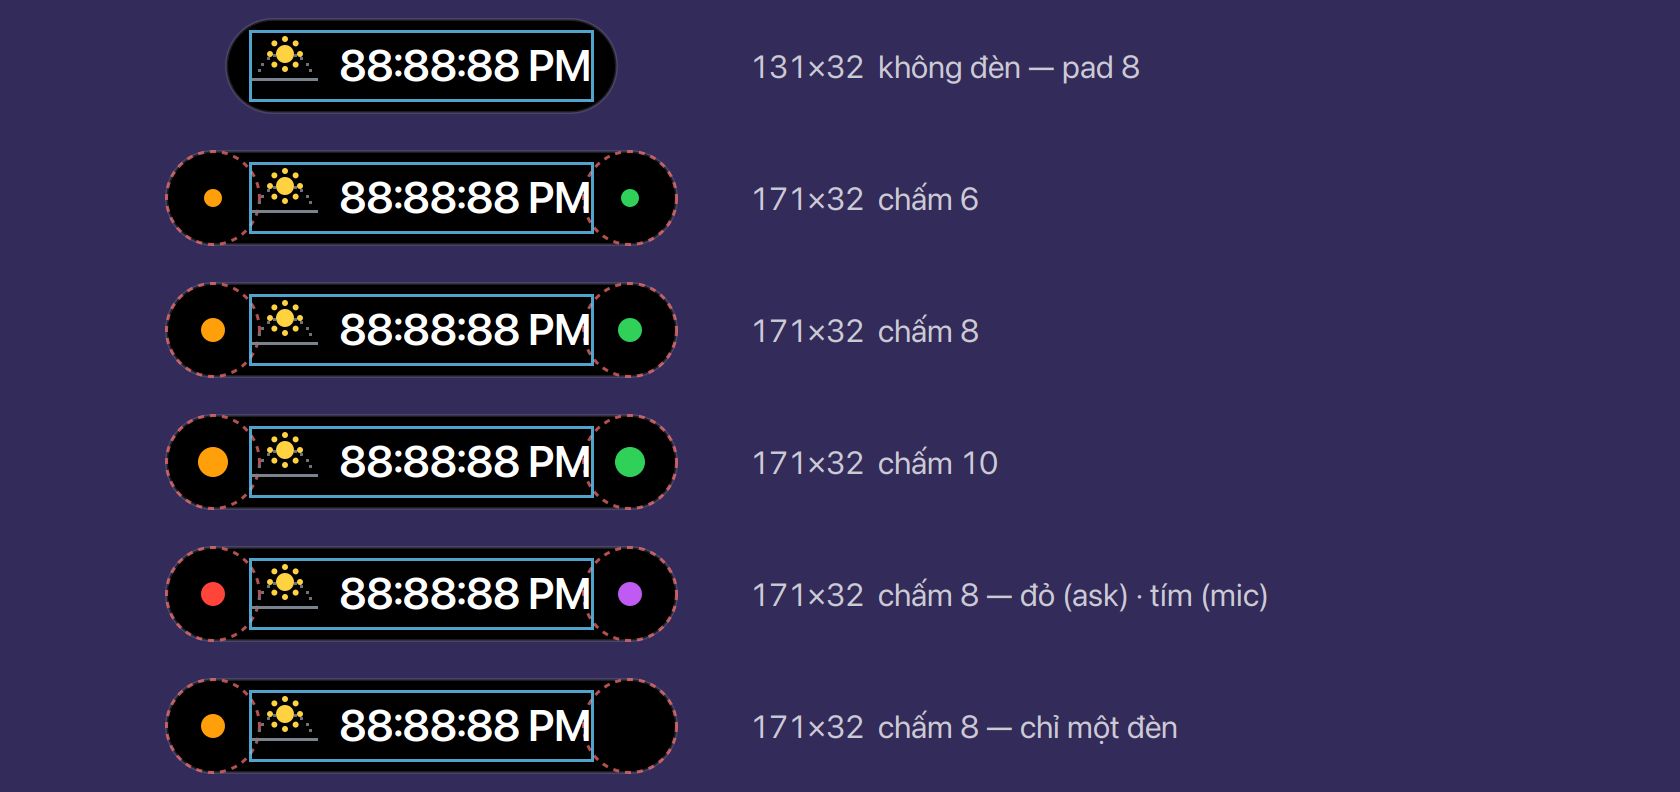 88:88:88 PM 131×32 không đèn — pad 8
88:88:88 PM 171×32 chấm 6
88:88:88 PM 171×32 chấm 8
88:88:88 PM 171×32 chấm 10
88:88:88 PM 171×32 chấm 8 — đỏ (ask) · tím (mic)
88:88:88 PM 171×32 chấm 8 — chỉ một đèn